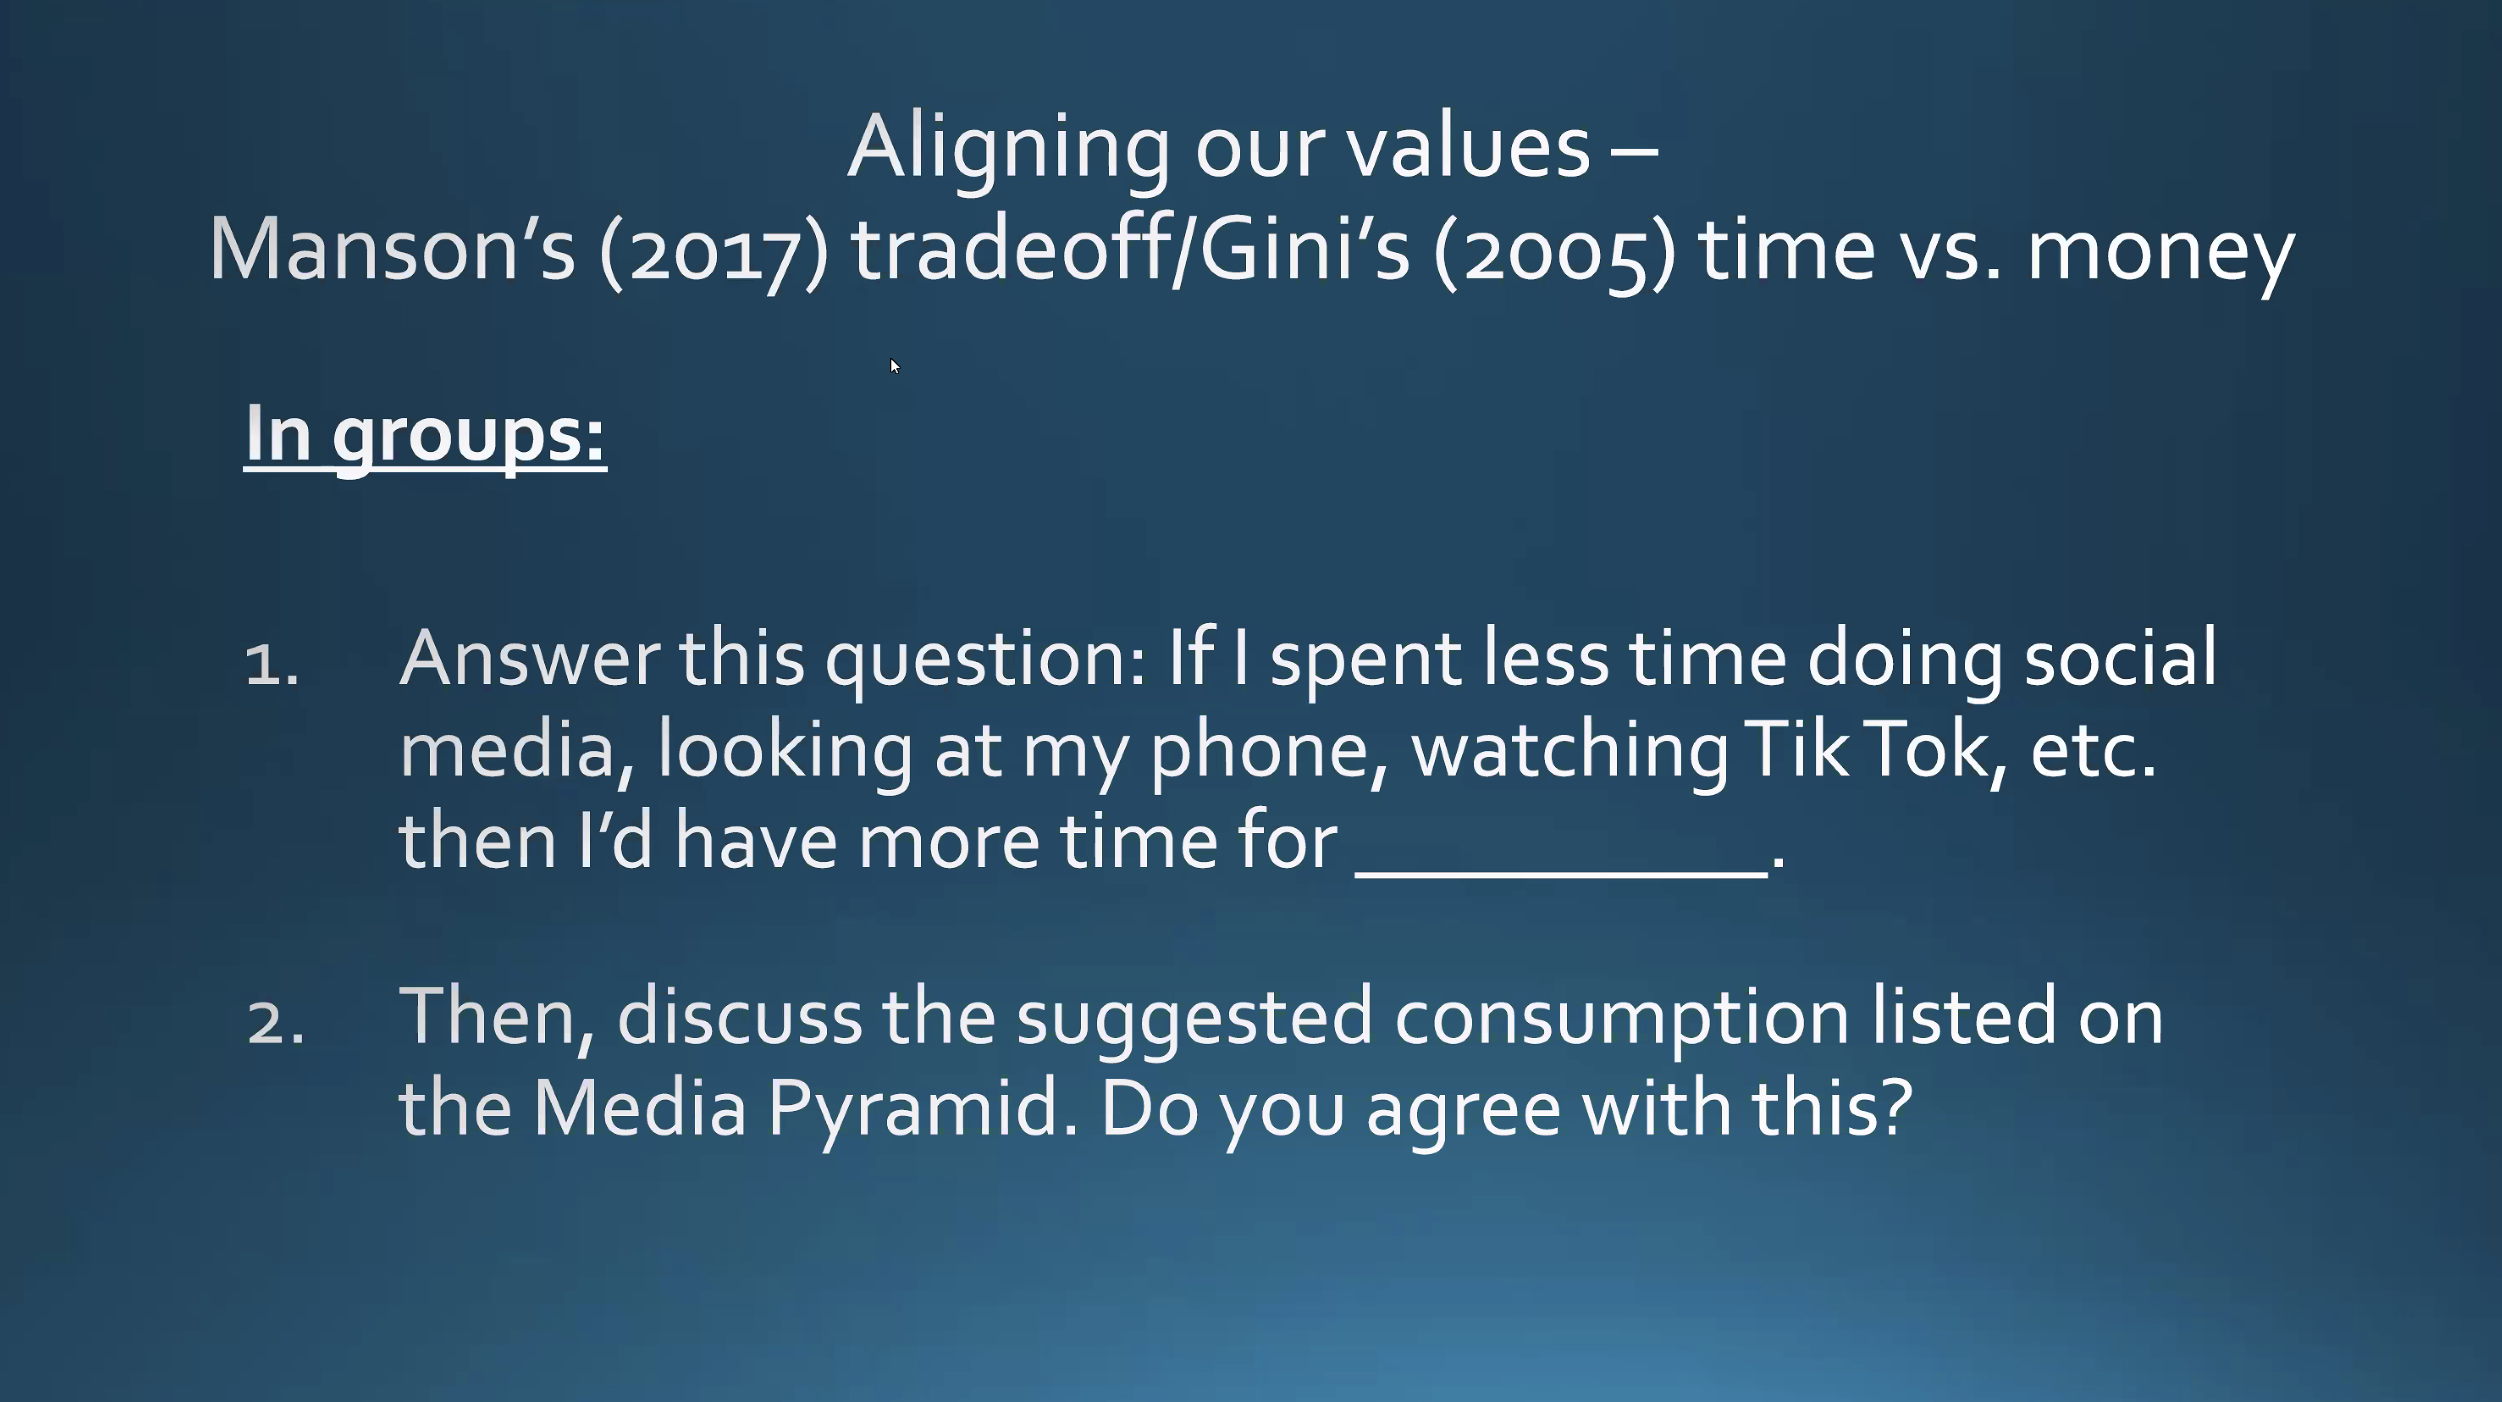 Aligning our values –
Manson’s (2017) tradeoff/Gini’s (2005) time vs. money
In groups:
1. Answer this question: If I spent less time doing social
media, looking at my phone, watching Tik Tok, etc.
then I’d have more time for ____________.
2. Then, discuss the suggested consumption listed on
the Media Pyramid. Do you agree with this?